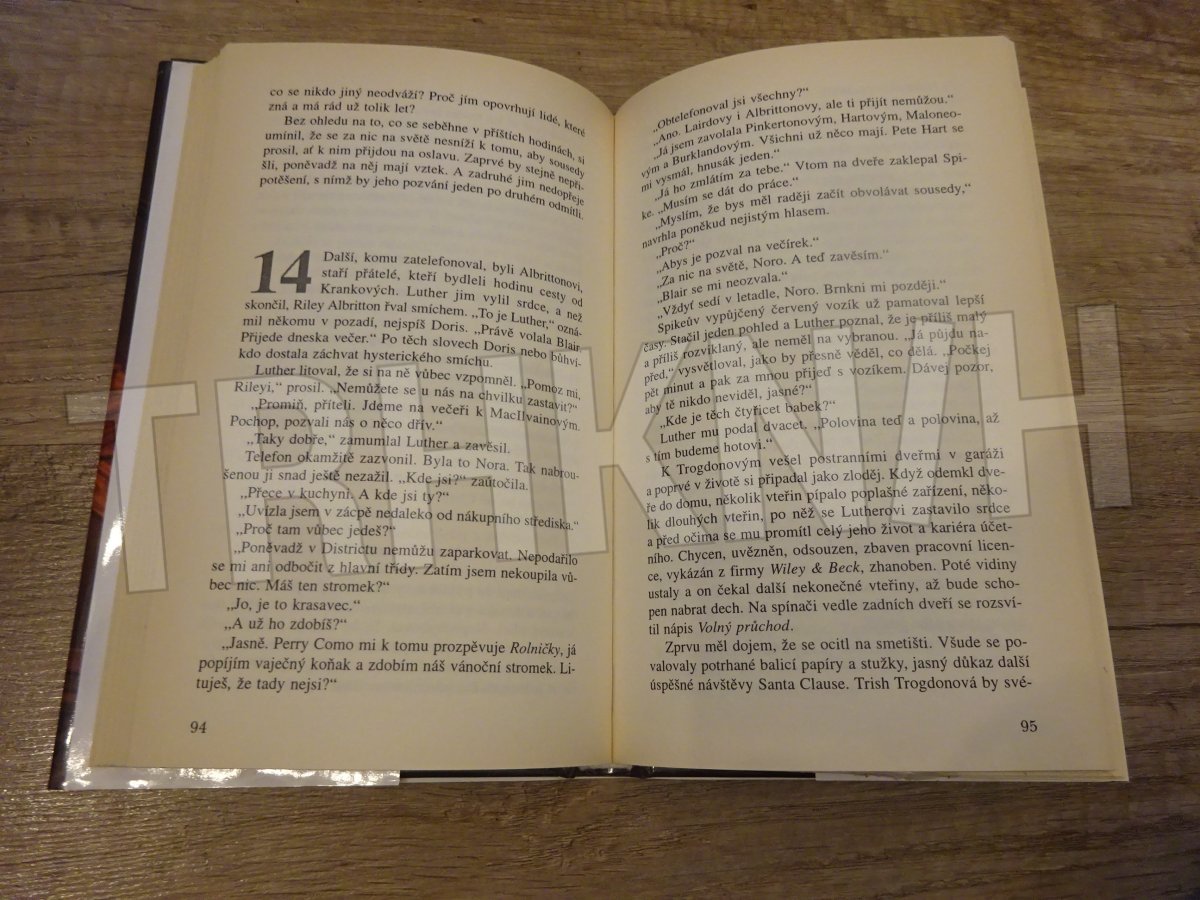 co se nikdo jiný neodváží? Proč jím opovrhují lidé, které
zná a má rád už tolik let?
Bez ohledu na to, co se seběhne v příštích hodinách, si
umínil, že se za nic na světě nesníží k tomu, aby sousedy
prosil, ať k nim přijdou na oslavu. Zaprvé by stejně nepři-
šli, poněvadž na něj mají vztek. A zadruhé jim nedopřeje
potěšení, s nímž by jeho pozvání jeden po druhém odmítli.
14 Další, komu zatelefonoval, byli Albrittonovi,
staří přátelé, kteří bydleli hodinu cesty od
Krankových. Luther jim vylil srdce, a než
skončil, Riley Albritton řval smíchem. „To je Luther,“ ozná-
mil někomu v pozadí, nejspíš Doris. „Právě volala Blair.
Přijede dneska večer.“ Po těch slovech Doris nebo bůhví-
kdo dostala záchvat hysterického smíchu.
Luther litoval, že si na ně vůbec vzpomněl. „Pomoz mi,
Rileyi,“ prosil. „Nemůžete se u nás na chvilku zastavit?“
„Promiň, příteli. Jdeme na večeři k MacIlvainovým.
Pochop, pozvali nás o něco dřív.“
„Taky dobře,“ zamumlal Luther a zavěsil.
Telefon okamžitě zazvonil. Byla to Nora. Tak nabrou-
šenou ji snad ještě nezažil. „Kde jsi?“ zaútočila.
„Přece v kuchyni. A kde jsi ty?“
„Uvízla jsem v zácpě nedaleko od nákupního střediska.“
„Proč tam vůbec jedeš?“
„Poněvadž v Districtu nemůžu zaparkovat. Nepodařilo
se mi ani odbočit z hlavní třídy. Zatím jsem nekoupila vů-
bec nic. Máš ten stromek?“
„Jo, je to krasavec.“
„A už ho zdobíš?“
„Jasně. Perry Como mi k tomu prozpěvuje Rolničky, já
popíjím vaječný koňak a zdobím náš vánoční stromek. Li-
tuješ, že tady nejsi?“
94
„Obtelefonoval jsi všechny?“
„Ano. Lairdovy i Albrittonovy, ale ti přijít nemůžou.“
„Já jsem zavolala Pinkertonovým, Hartovým, Maloneo-
vým a Burklandovým. Všichni už něco mají. Pete Hart se
mi vysmál, hnusák jeden.“
„Já ho zmlátím za tebe.“ Vtom na dveře zaklepal Spi-
ke. „Musím se dát do práce.“
„Myslím, že bys měl raději začít obvolávat sousedy,“
navrhla poněkud nejistým hlasem.
„Proč?“
„Abys je pozval na večírek.“
„Za nic na světě, Noro. A teď zavěsím.“
„Blair se mi neozvala.“
„Vždyť sedí v letadle, Noro. Brnkni mi později.“
Spikeův vypůjčený červený vozík už pamatoval lepší
časy. Stačil jeden pohled a Luther poznal, že je příliš malý
a příliš rozviklaný, ale neměl na vybranou. „Já půjdu na-
před,“ vysvětloval, jako by přesně věděl, co dělá. „Počkej
pět minut a pak za mnou přijeď s vozíkem. Dávej pozor,
aby tě nikdo neviděl, jasné?“
„Kde je těch čtyřicet babek?“
Luther mu podal dvacet. „Polovina teď a polovina, až
s tím budeme hotovi.“
K Trogdonovým vešel postranními dveřmi v garáži
a poprvé v životě si připadal jako zloděj. Když odemkl dve-
ře do domu, několik vteřin pípalo poplašné zařízení, něko-
lik dlouhých vteřin, po něž se Lutherovi zastavilo srdce
a před očima se mu promítl celý jeho život a kariéra účet-
ního. Chycen, uvězněn, odsouzen, zbaven pracovní licen-
ce, vykázán z firmy Wiley & Beck, zhanoben. Poté vidiny
ustaly a on čekal další nekonečné vteřiny, až bude scho-
pen nabrat dech. Na spínači vedle zadních dveří se rozsví-
til nápis Volný průchod.
Zprvu měl dojem, že se ocitl na smetišti. Všude se po-
valovaly potrhané balicí papíry a stužky, jasný důkaz další
úspěšné návštěvy Santa Clause. Trish Trogdonová by své-
95
TRHKNIH